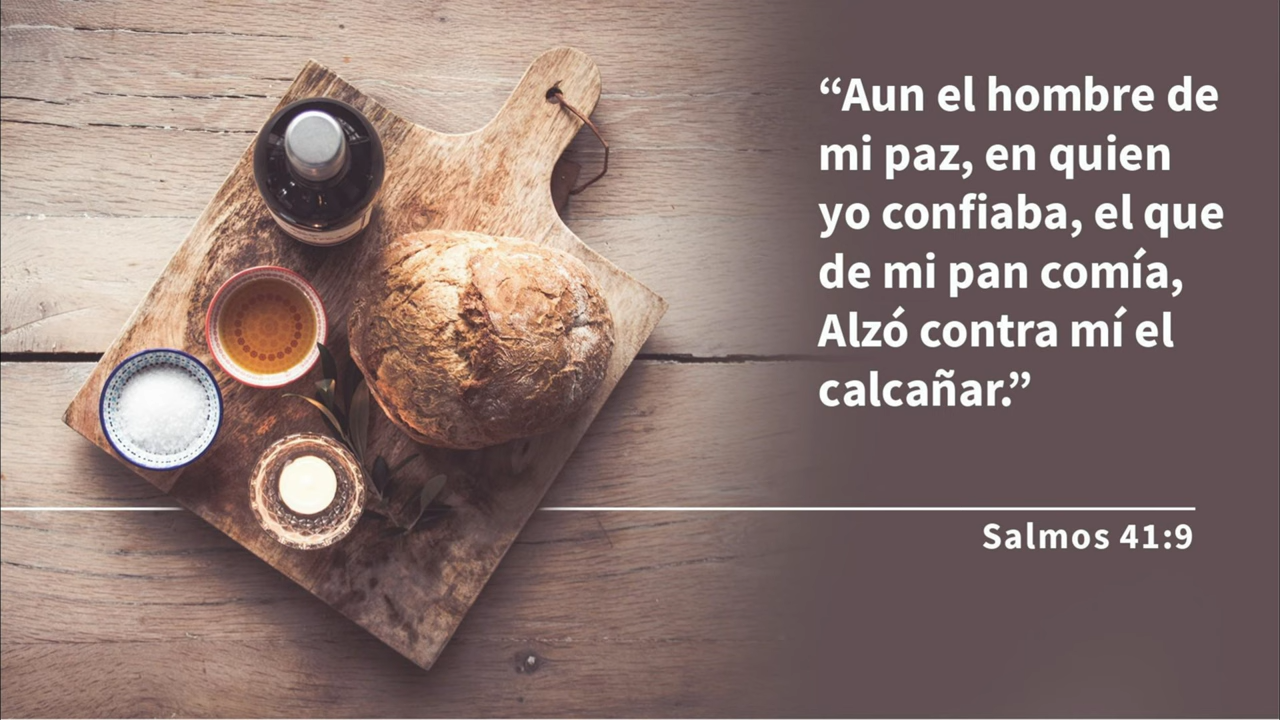 “Aun el hombre de
mi paz, en quien
yo confiaba, el que
de mi pan comía,
Alzó contra mí el
calcañar.”
Salmos 41:9